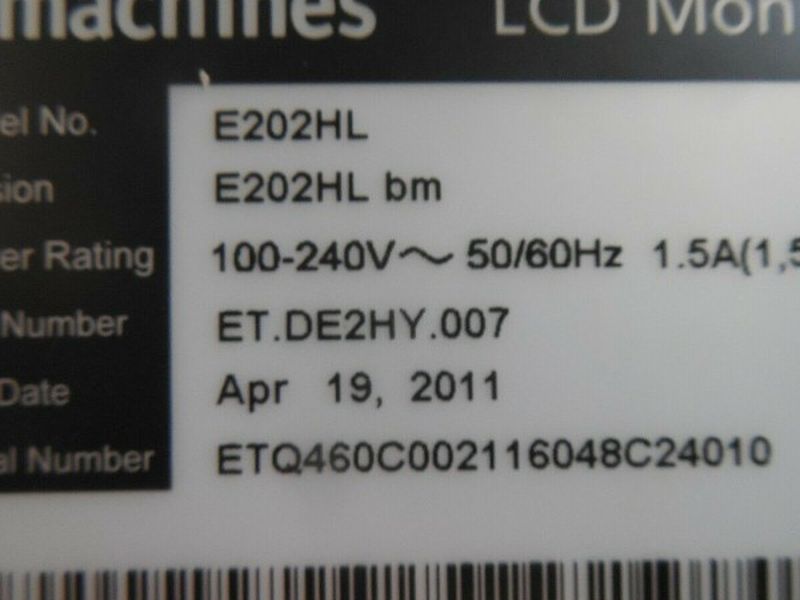 machines LCD Mon
el No. E202HL
sion E202HL bm
er Rating 100-240V～ 50/60Hz 1.5A(1,5
Number ET.DE2HY.007
Date Apr 19, 2011
al Number ETQ460C002116048C24010